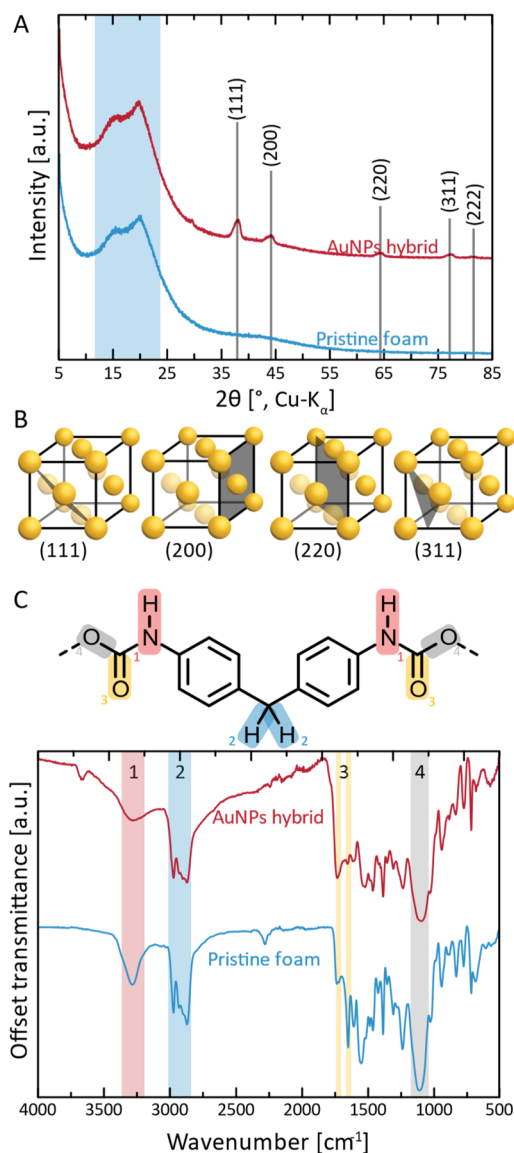 A
Intensity [a.u.]
(111)
(200)
(220)
(311)
(222)
AuNPs hybrid
Pristine foam
5 15 25 35 45 55 65 75 85
2θ [°, Cu-Kα]
B
(111) (200) (220) (311)
C
H H
O N N O
4 1 1 4
O O
3 H H 3
2 2
Offset transmittance [a.u.]
1 2 3 4
AuNPs hybrid
Pristine foam
4000 3500 3000 2500 2000 1500 1000 500
Wavenumber [cm-1]